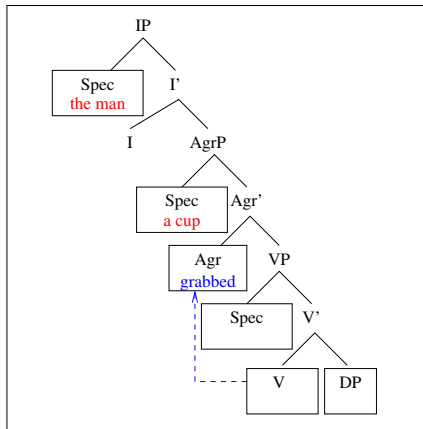 IP
Spec I’
the man
I AgrP
Spec Agr’
a cup
Agr VP
grabbed
Spec V’
V DP